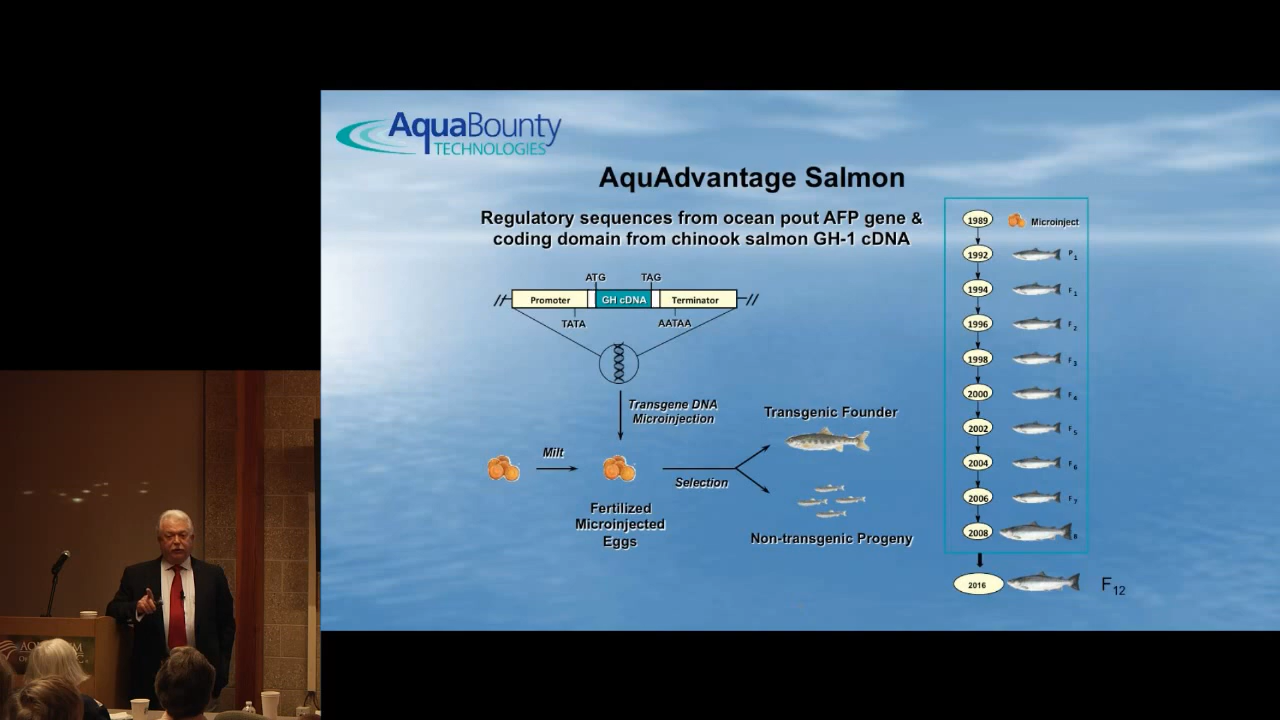 AquaBounty
TECHNOLOGIES
AquAdvantage Salmon
Regulatory sequences from ocean pout AFP gene &
coding domain from chinook salmon GH-1 cDNA
ATG TAG
// Promoter GH cDNA Terminator //
TATA AATAA
Transgene DNA
Microinjection
Milt
Selection
Fertilized
Microinjected
Eggs
Transgenic Founder
Non-transgenic Progeny
1989 Microinject
1992 P1
1994 F1
1996 F2
1998 F3
2000 F4
2002 F5
2004 F6
2006 F7
2008 8
2016 F12